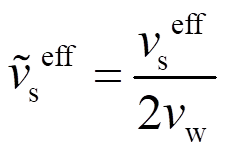 ṽ_s^eff = v_s^eff / 2v_w